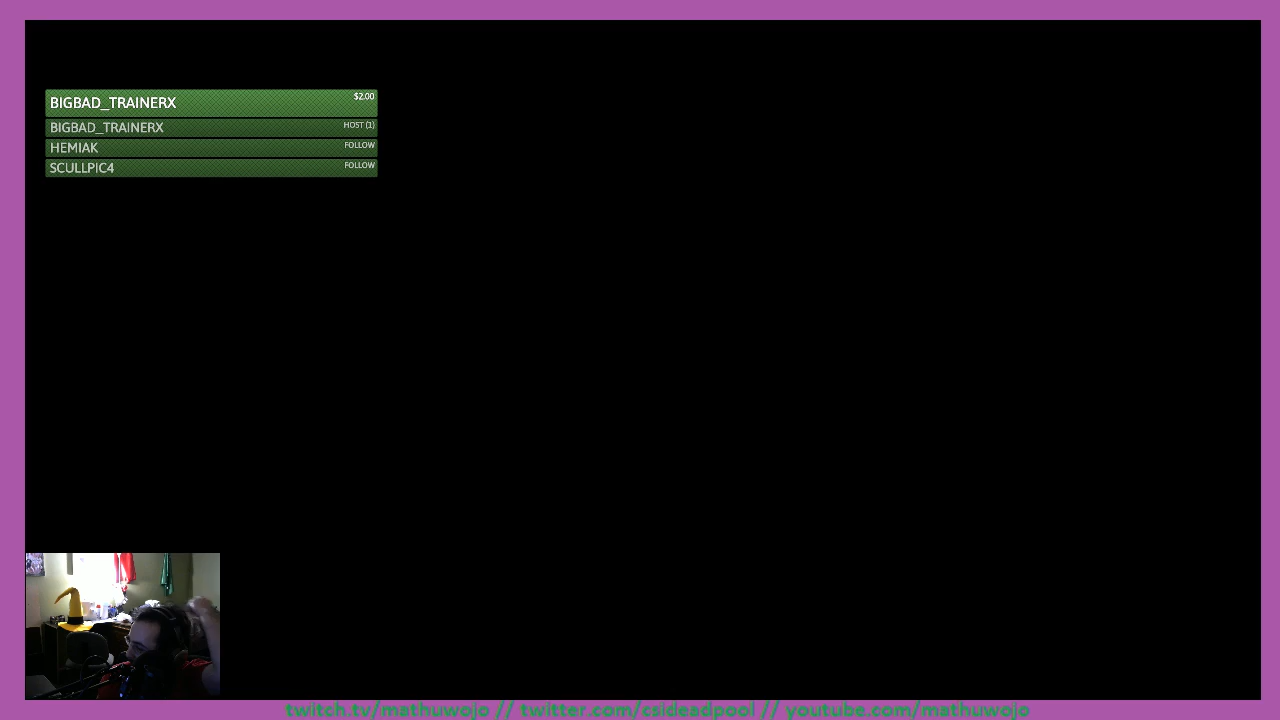 BIGBAD_TRAINERX $2.00
BIGBAD_TRAINERX HOST (1)
HEMIAK FOLLOW
SCULLPIC4 FOLLOW
twitch.tv/mathuwojo // twitter.com/csideadpool // youtube.com/mathuwojo